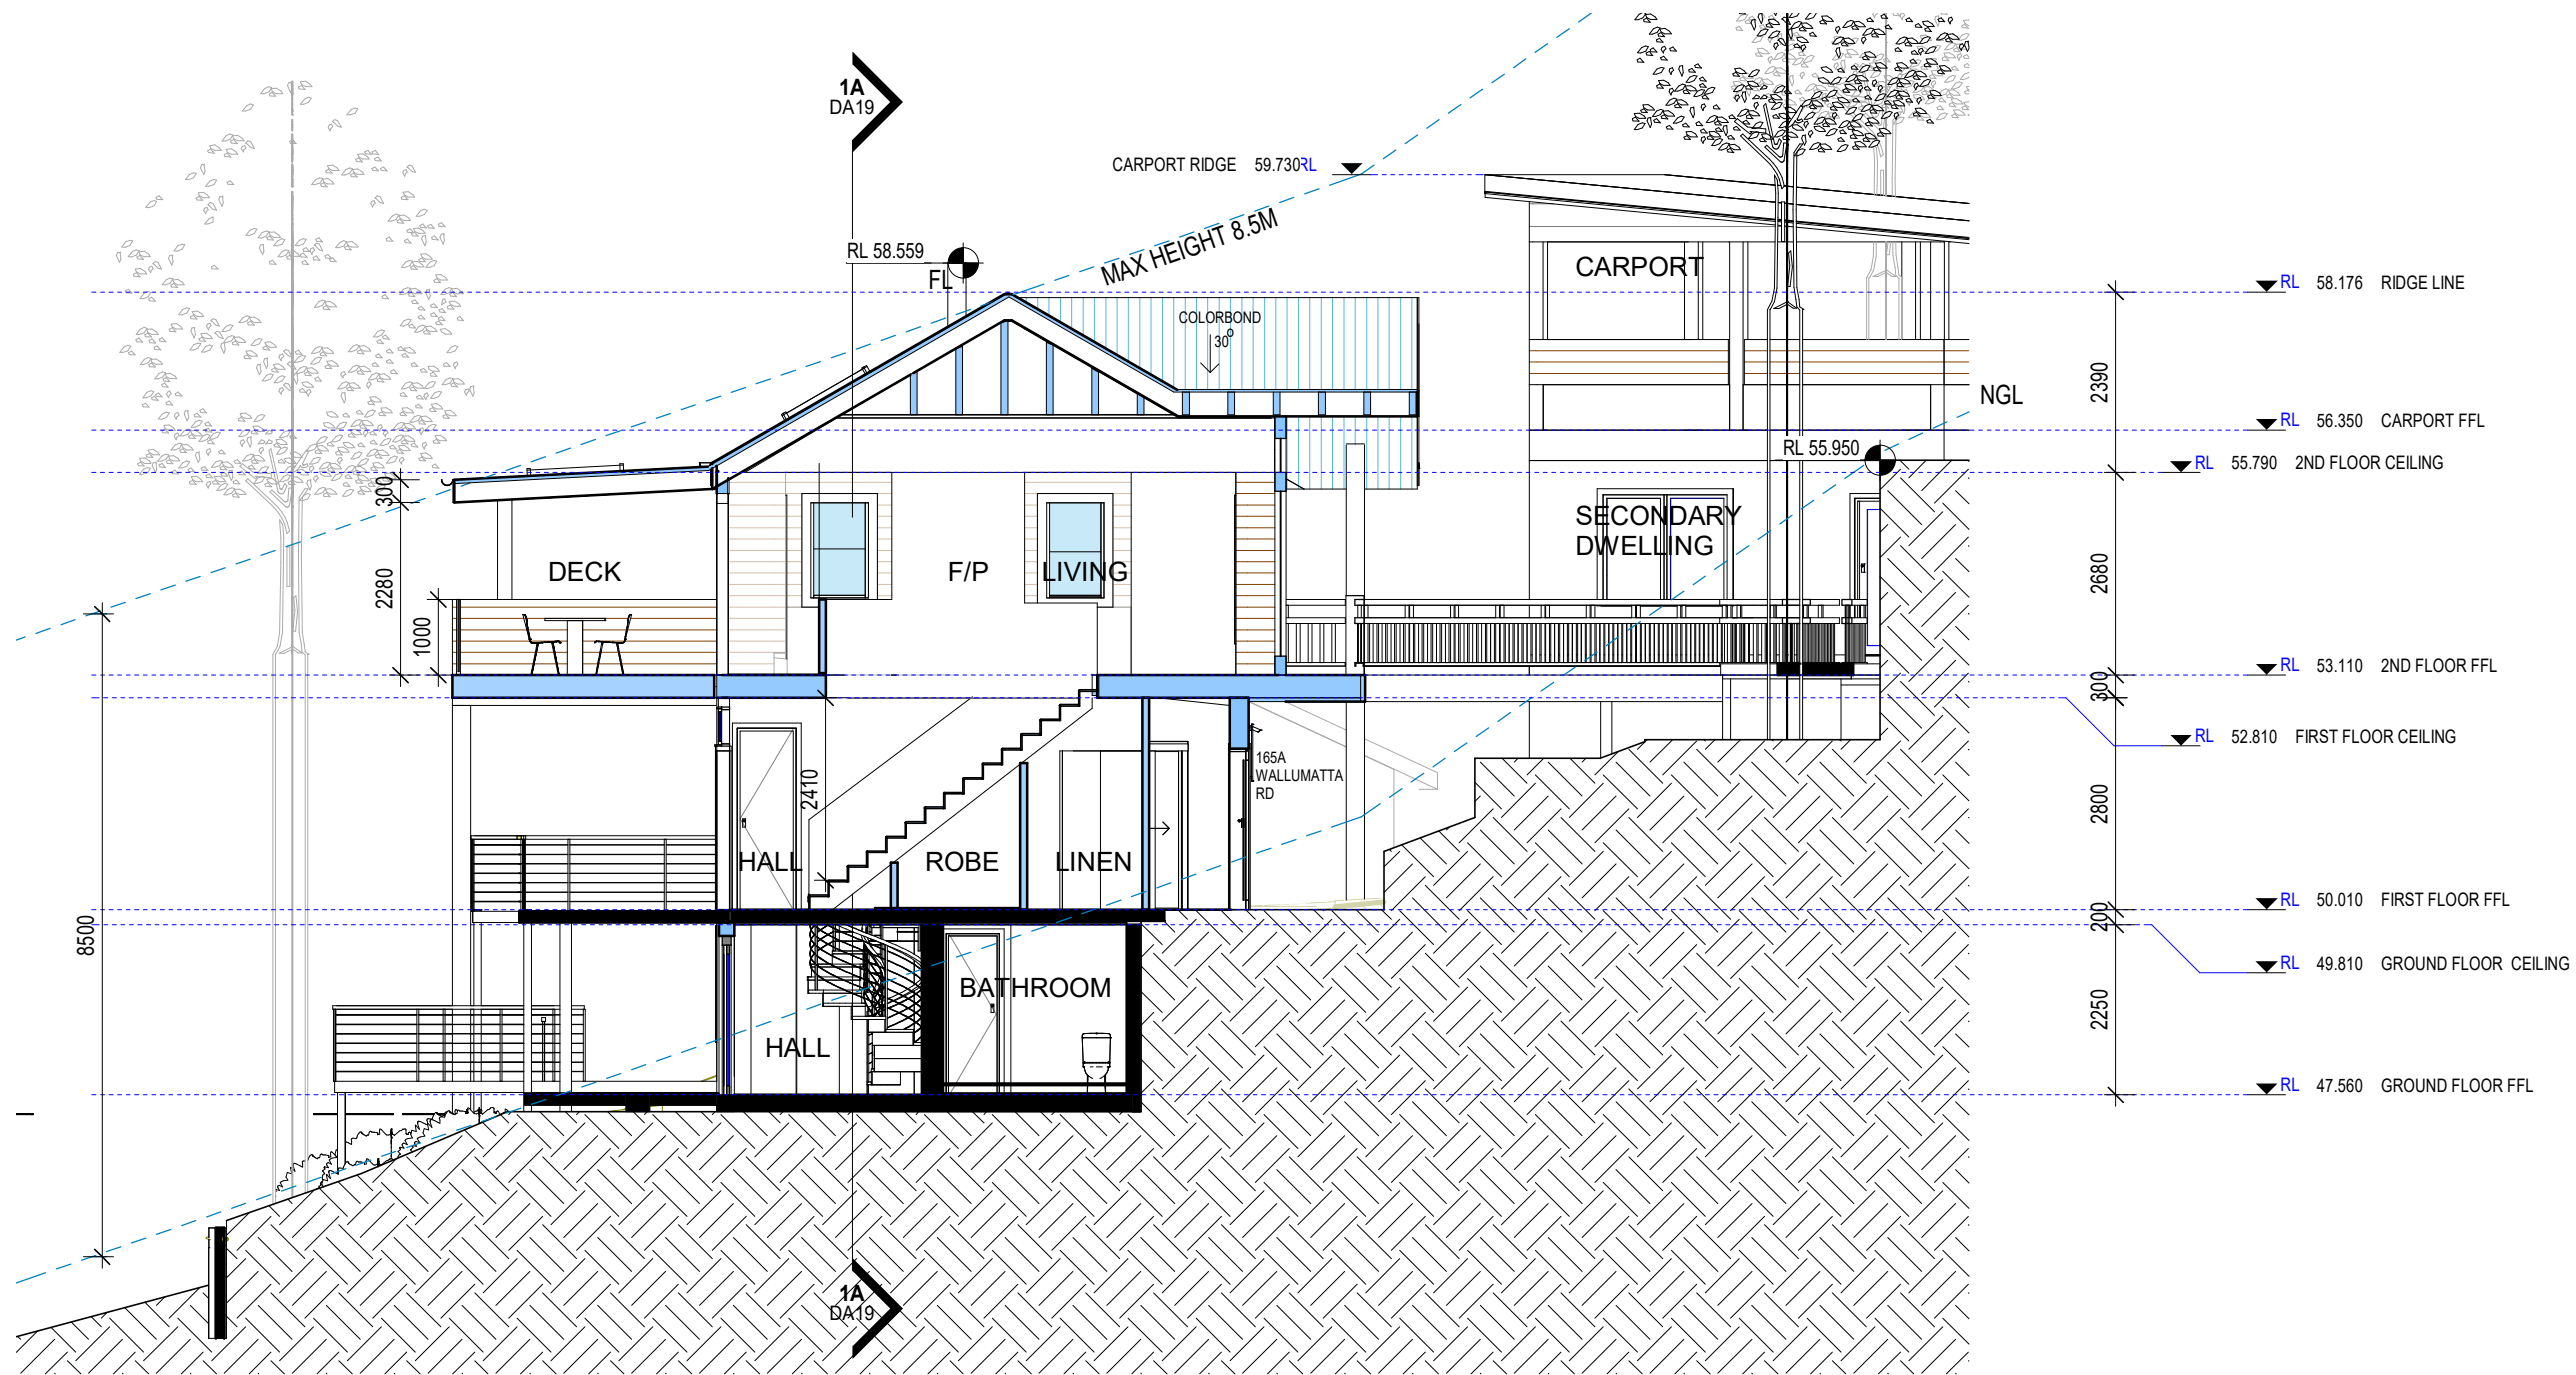 1A
DA19
CARPORT RIDGE 59.730RL
MAX HEIGHT 8.5M
RL 58.559
FL
CARPORT
RL 58.176 RIDGE LINE
COLORBOND
30°
2390
NGL
RL 56.350 CARPORT FFL
RL 55.950
RL 55.790 2ND FLOOR CEILING
300
SECONDARY
DWELLING
DECK
F/P
LIVING
2280
2680
1000
RL 53.110 2ND FLOOR FFL
300
RL 52.810 FIRST FLOOR CEILING
165A
WALLUMATTA
RD
2410
2800
HALL
ROBE
LINEN
RL 50.010 FIRST FLOOR FFL
200
8500
RL 49.810 GROUND FLOOR CEILING
BATHROOM
2250
HALL
RL 47.560 GROUND FLOOR FFL
1A
DA19